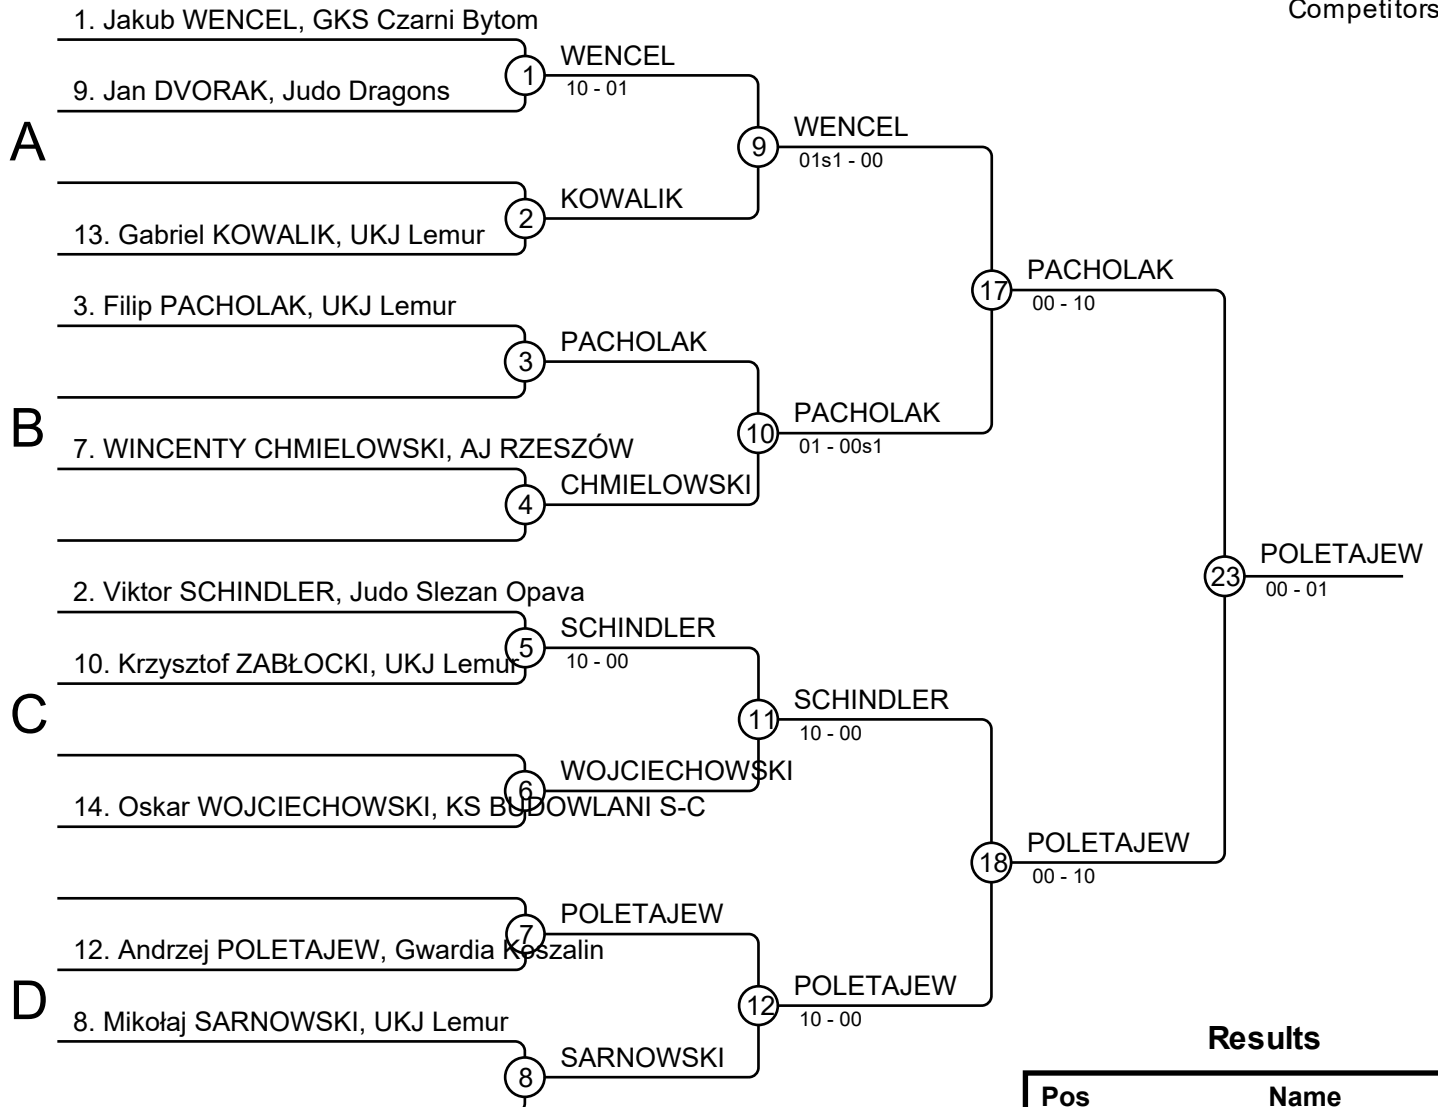 Competitors
1. Jakub WENCEL, GKS Czarni Bytom
WENCEL
1
10 - 01
9. Jan DVORAK, Judo Dragons
A
WENCEL
9
01s1 - 00
KOWALIK
2
13. Gabriel KOWALIK, UKJ Lemur
PACHOLAK
17
00 - 10
3. Filip PACHOLAK, UKJ Lemur
PACHOLAK
3
B
PACHOLAK
10
01 - 00s1
7. WINCENTY CHMIELOWSKI, AJ RZESZÓW
CHMIELOWSKI
4
POLETAJEW
23
00 - 01
2. Viktor SCHINDLER, Judo Slezan Opava
SCHINDLER
5
10 - 00
10. Krzysztof ZABŁOCKI, UKJ Lemur
C
SCHINDLER
11
10 - 00
WOJCIECHOWSKI
6
14. Oskar WOJCIECHOWSKI, KS BUDOWLANI S-C
POLETAJEW
18
00 - 10
POLETAJEW
7
12. Andrzej POLETAJEW, Gwardia Koszalin
D
POLETAJEW
12
10 - 00
8. Mikołaj SARNOWSKI, UKJ Lemur
SARNOWSKI
8
Results
Pos Name